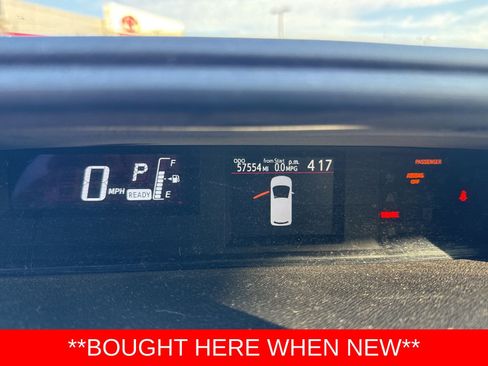 PASSENGER
ODO from Start p.m.
57554 MI 0.0 MPG 4:17
P F
0 MPH READY E
AIRBAG
OFF
**BOUGHT HERE WHEN NEW**